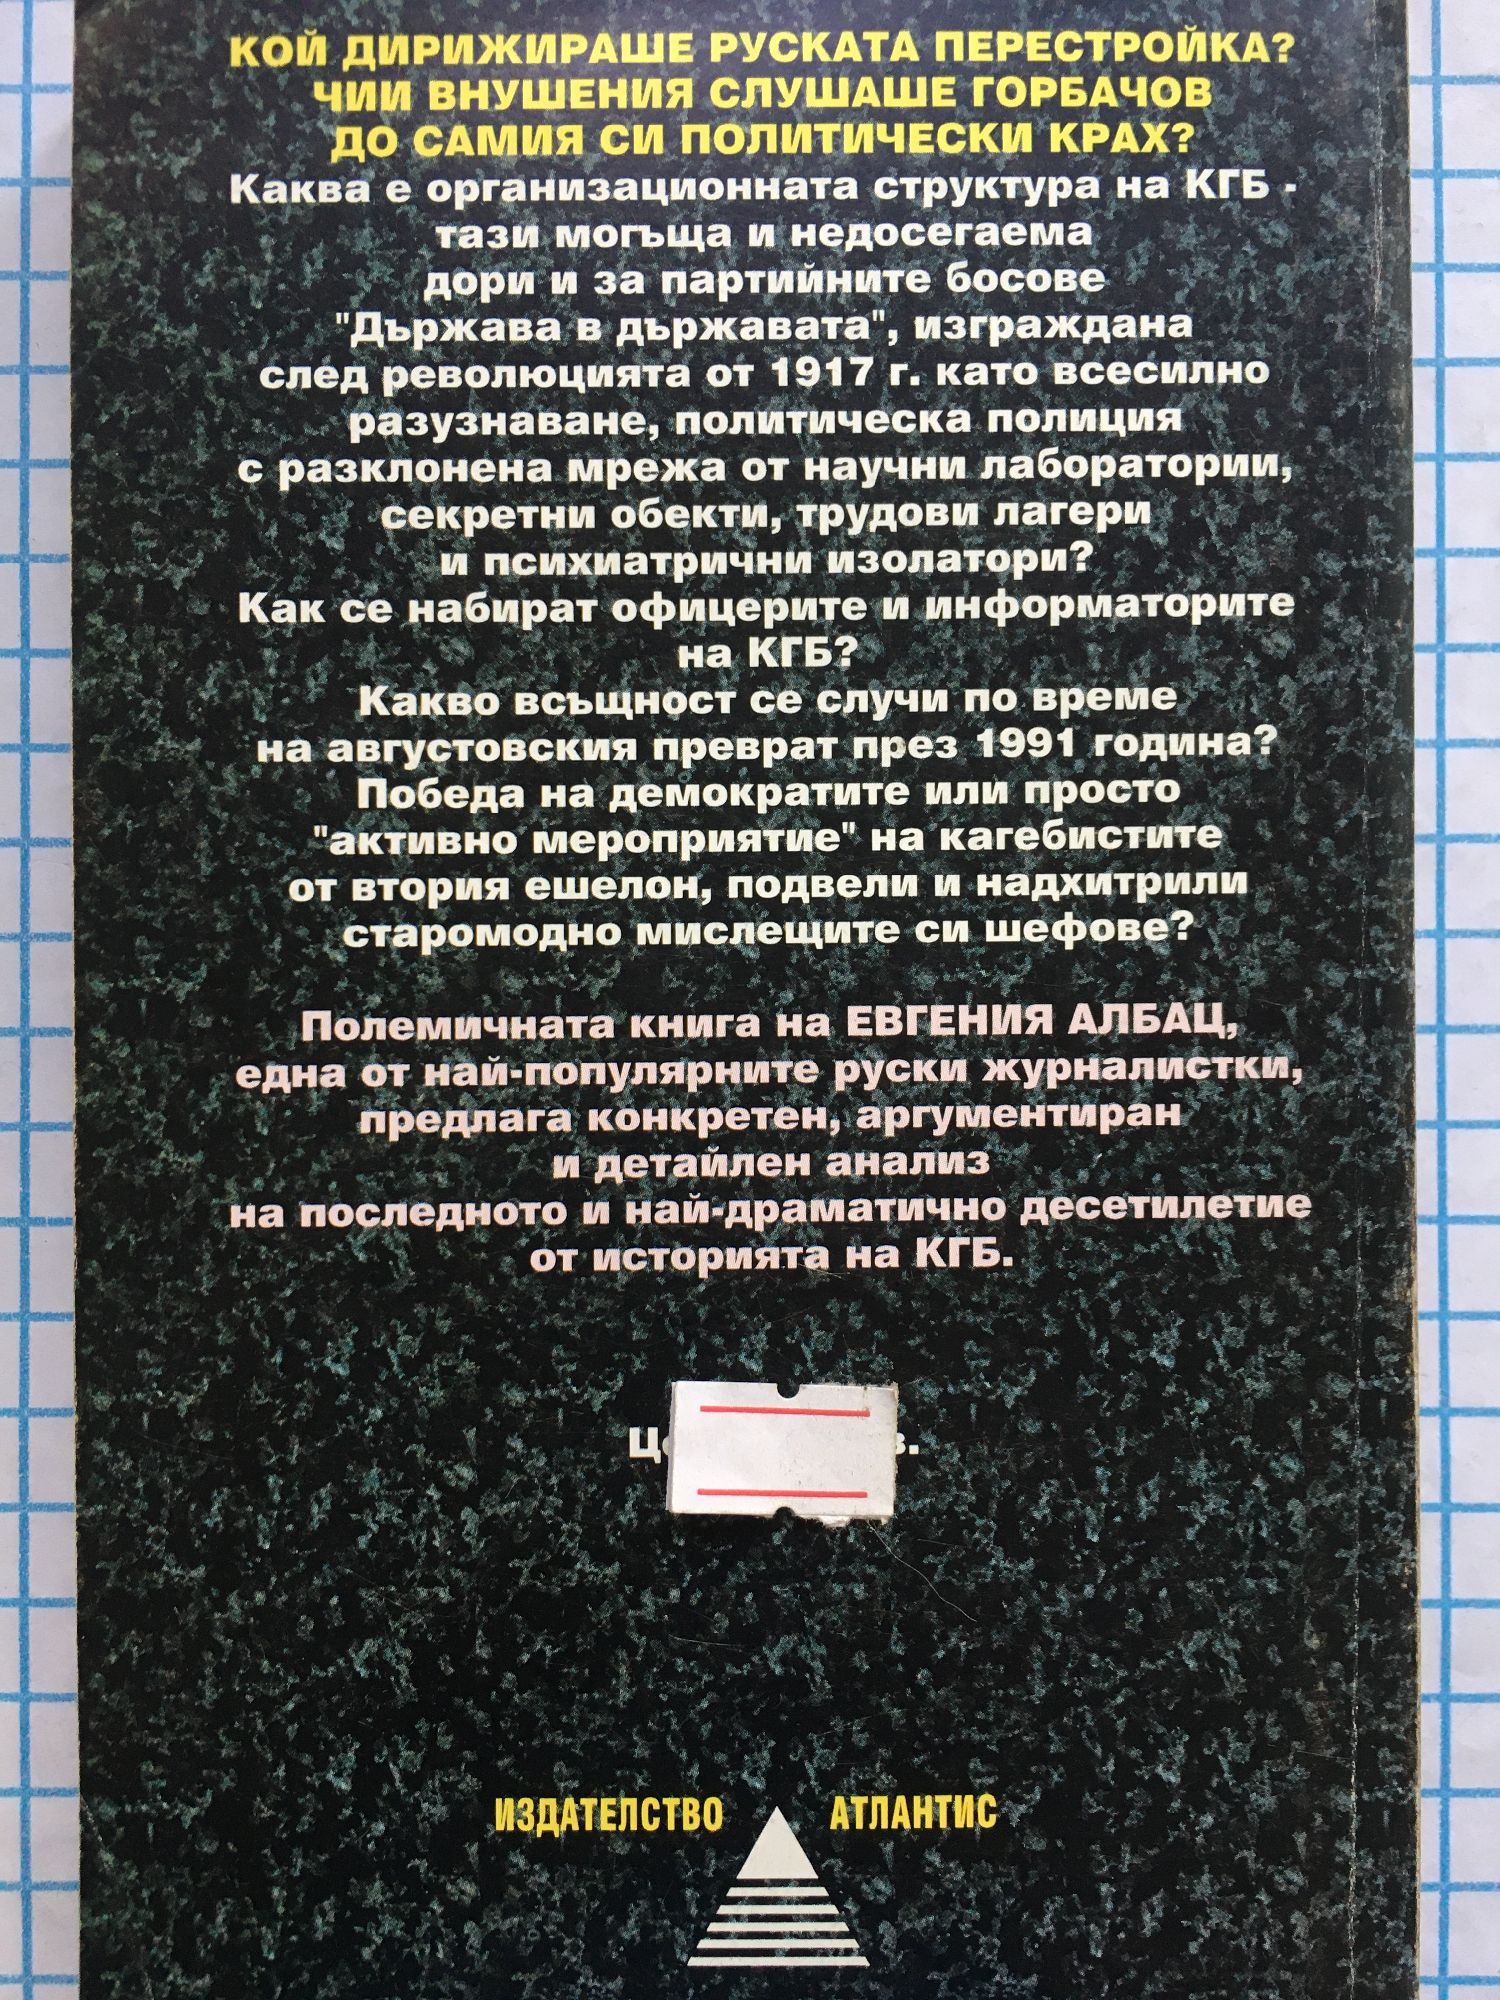 КОЙ ДИРИЖИРАШЕ РУСКАТА ПЕРЕСТРОЙКА?
ЧИИ ВНУШЕНИЯ СЛУШАШЕ ГОРБАЧОВ
ДО САМИЯ СИ ПОЛИТИЧЕСКИ КРАХ?
Каква е организационната структура на КГБ -
тази могъща и недосегаема
дори и за партийните босове
"Държава в държавата", изграждана
след революцията от 1917 г. като всесилно
разузнаване, политическа полиция
с разклонена мрежа от научни лаборатории,
секретни обекти, трудови лагери
и психиатрични изолатори?
Как се набират офицерите и информаторите
на КГБ?
Какво всъщност се случи по време
на августовския преврат през 1991 година?
Победа на демократите или просто
"активно мероприятие" на кагебистите
от втория ешелон, подвели и надхитрили
старомодно мислещите си шефове?
Полемичната книга на ЕВГЕНИЯ АЛБАЦ,
една от най-популярните руски журналистки,
предлага конкретен, аргументиран
и детайлен анализ
на последното и най-драматично десетилетие
от историята на КГБ.
ИЗДАТЕЛСТВО АТЛАНТИС